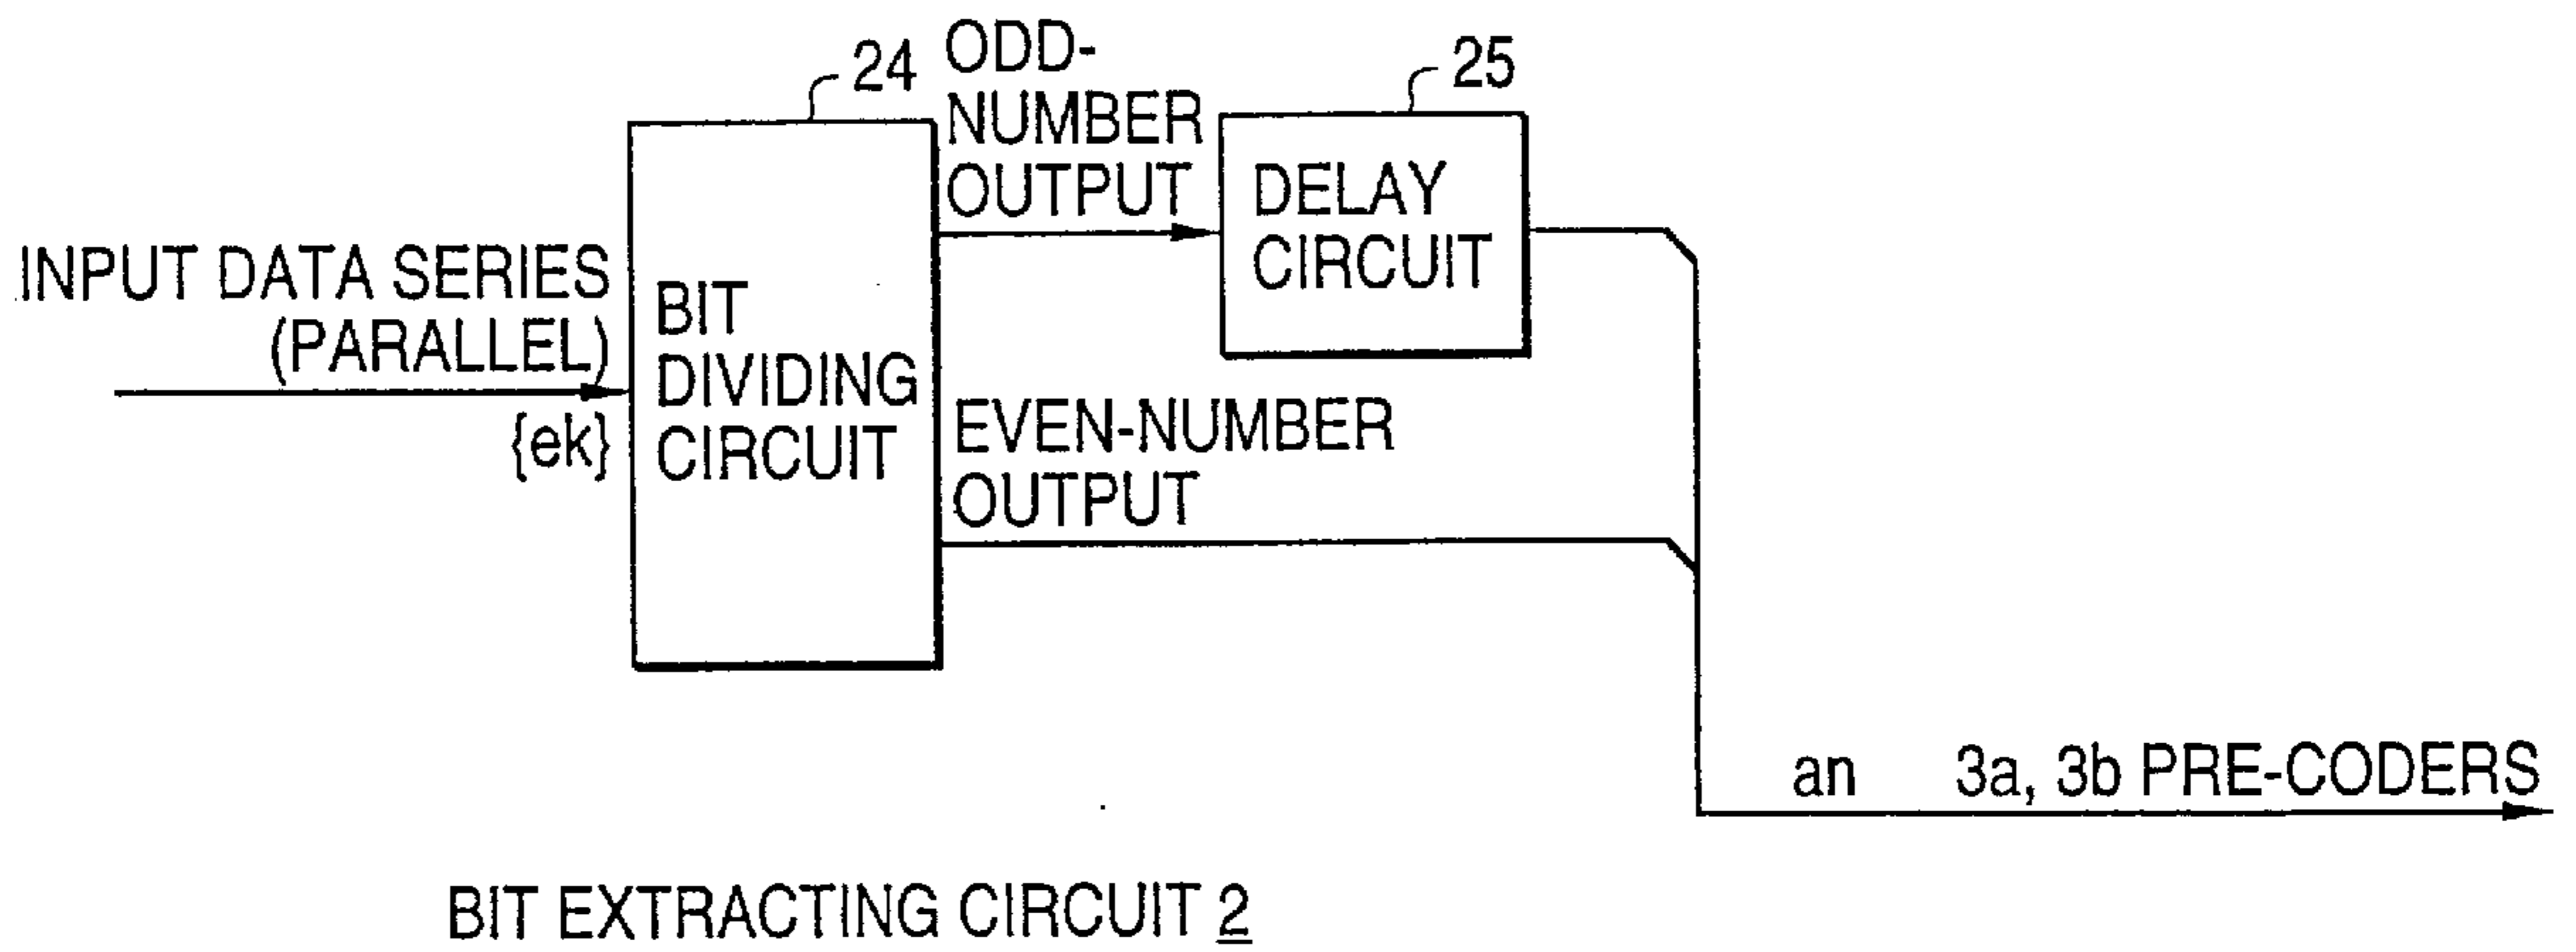 24
ODD-
NUMBER
OUTPUT
25
DELAY
CIRCUIT
INPUT DATA SERIES
(PARALLEL)
{ek}
BIT
DIVIDING
CIRCUIT
EVEN-NUMBER
OUTPUT
an 3a, 3b PRE-CODERS
BIT EXTRACTING CIRCUIT 2